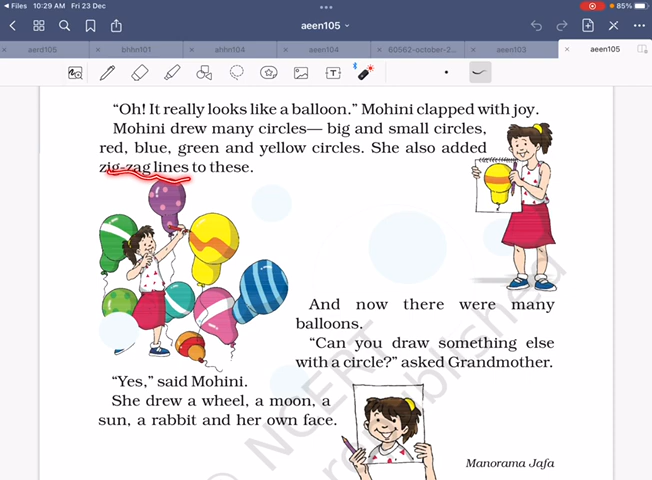 Files 10:29 AM Fri 23 Dec 85%
aeen105
aerd105 bhhn101 ahhn104 aeen104 60562-october-2... aeen103 aeen105
T
“Oh! It really looks like a balloon.” Mohini clapped with joy.
Mohini drew many circles— big and small circles,
red, blue, green and yellow circles. She also added
zig-zag lines to these.
And now there were many
balloons.
“Can you draw something else
with a circle?” asked Grandmother.
“Yes,” said Mohini.
She drew a wheel, a moon, a
sun, a rabbit and her own face.
Manorama Jafa
© NCERT
republished